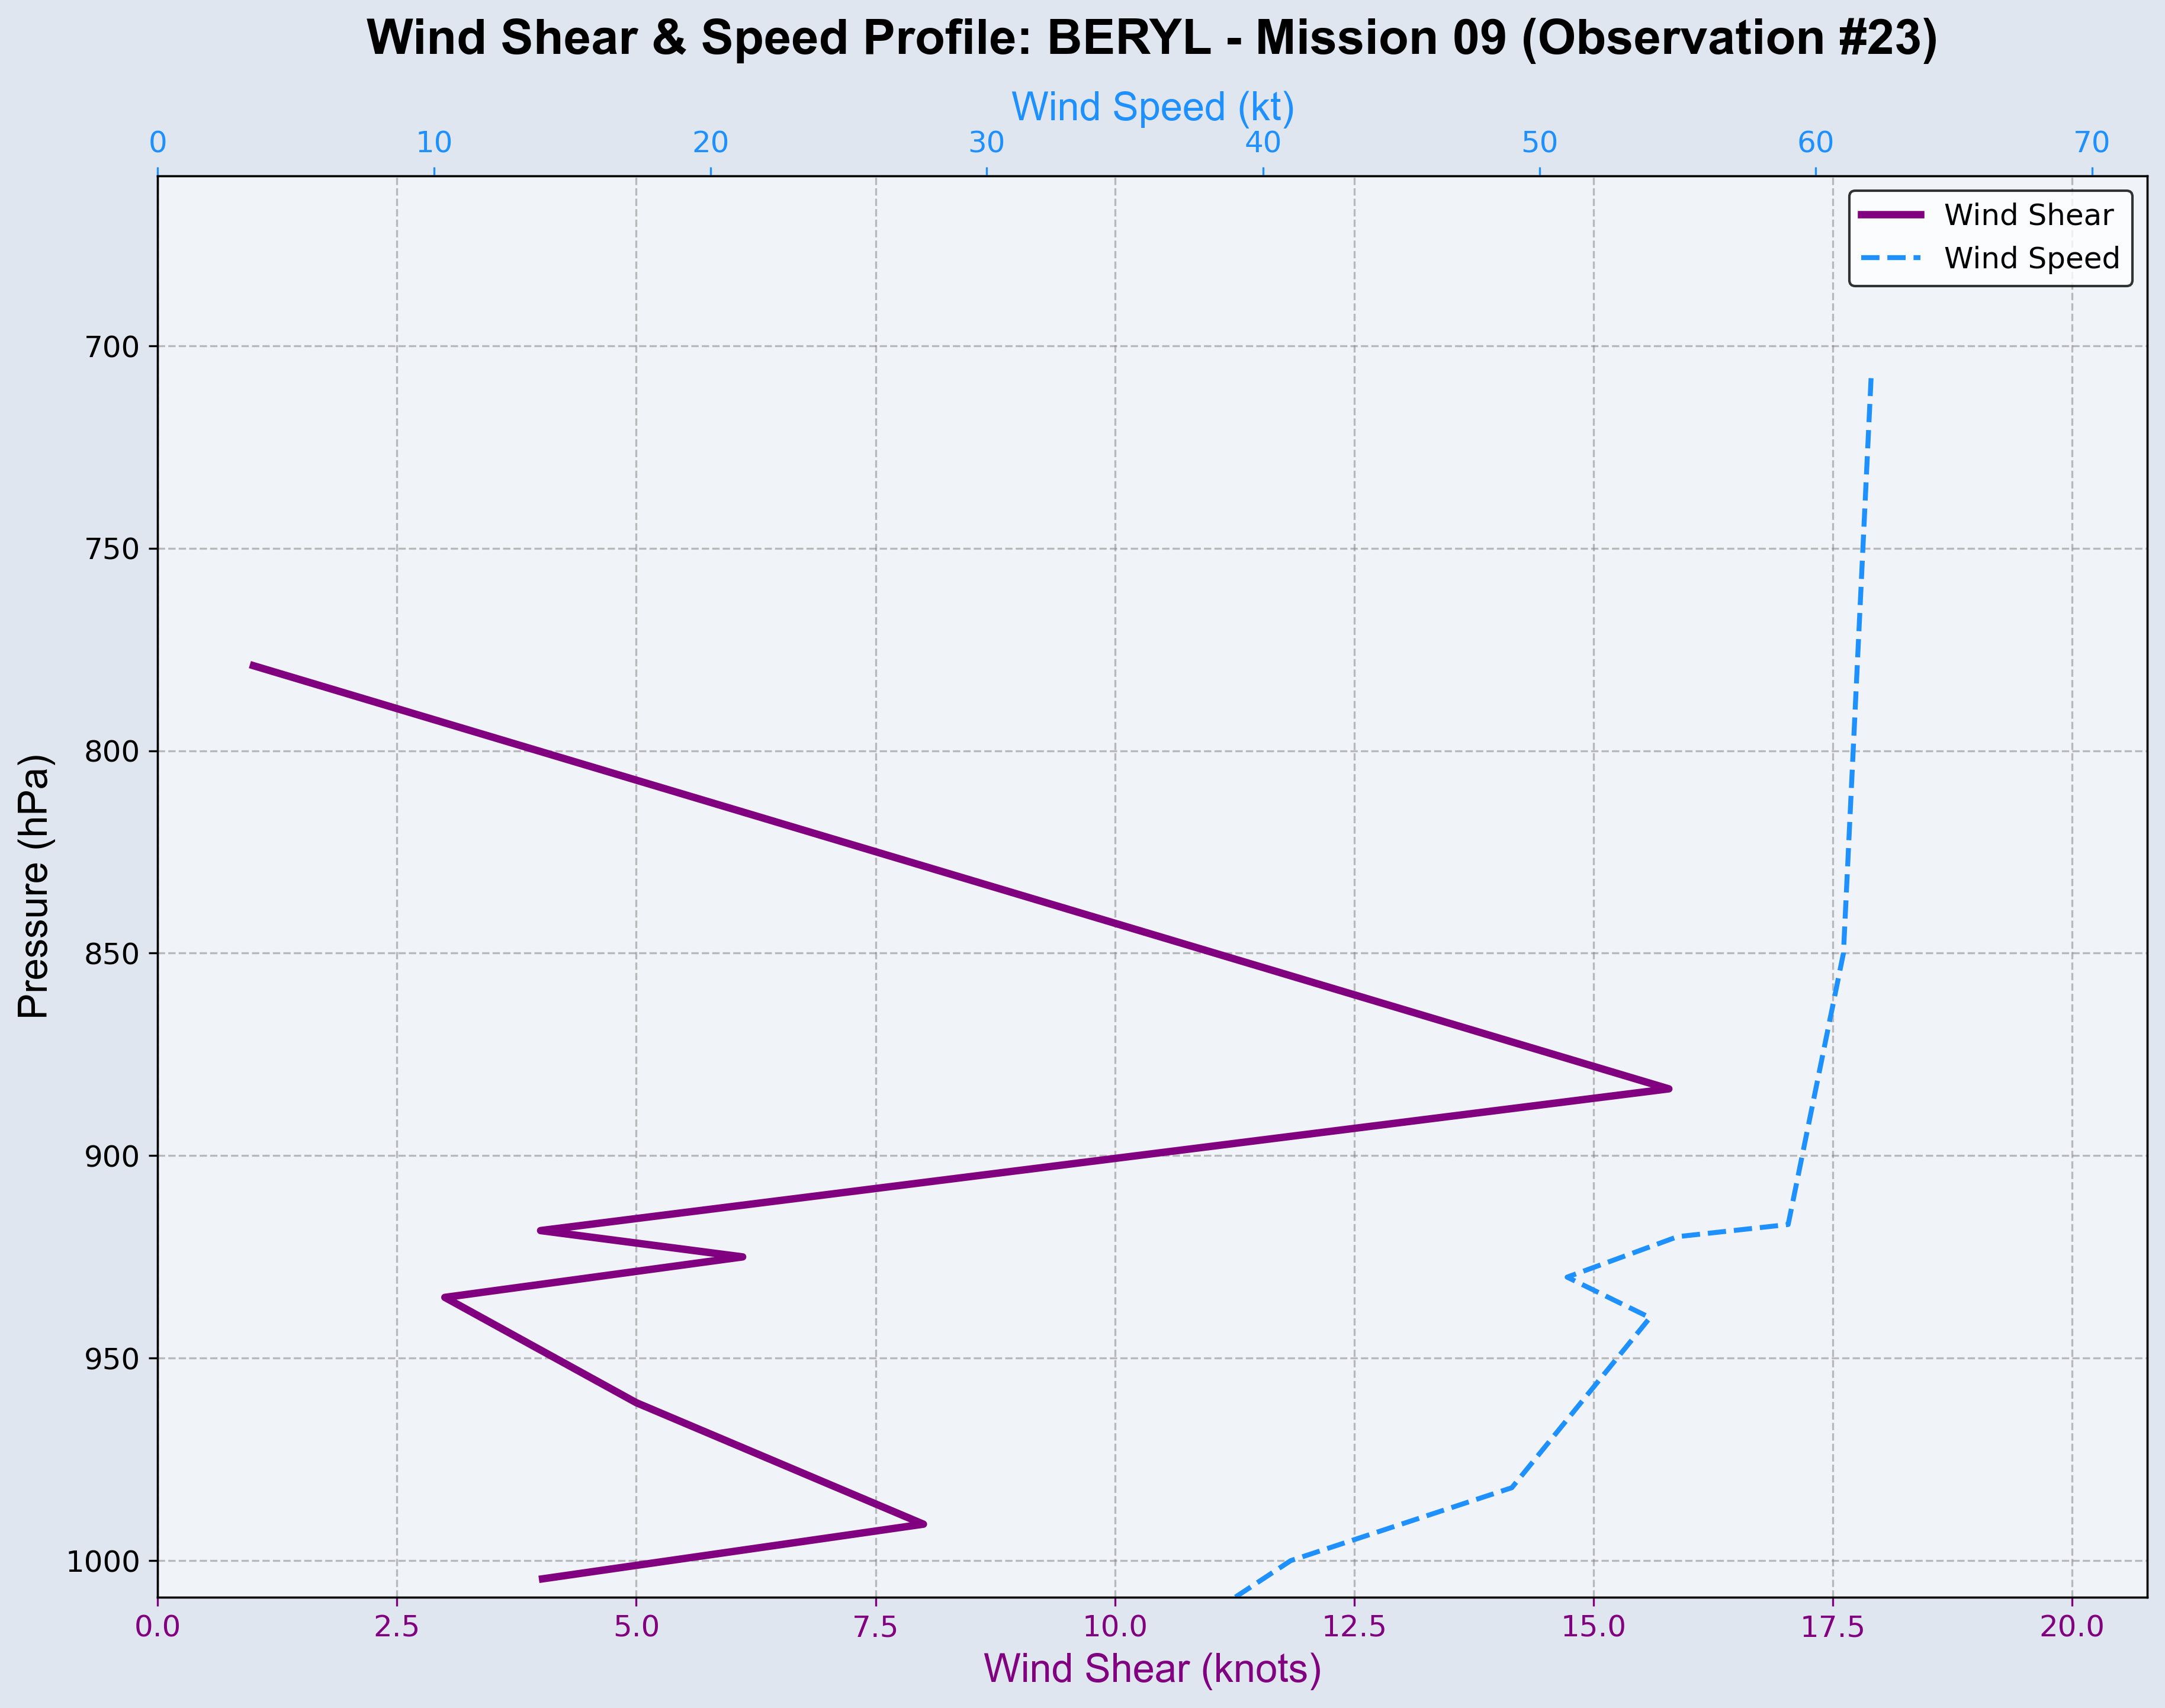 Wind Shear & Speed Profile: BERYL - Mission 09 (Observation #23)
Wind Speed (kt)
0 10 20 30 40 50 60 70
Wind Shear
Wind Speed
700
750
800
850
900
950
1000
Pressure (hPa)
0.0 2.5 5.0 7.5 10.0 12.5 15.0 17.5 20.0
Wind Shear (knots)